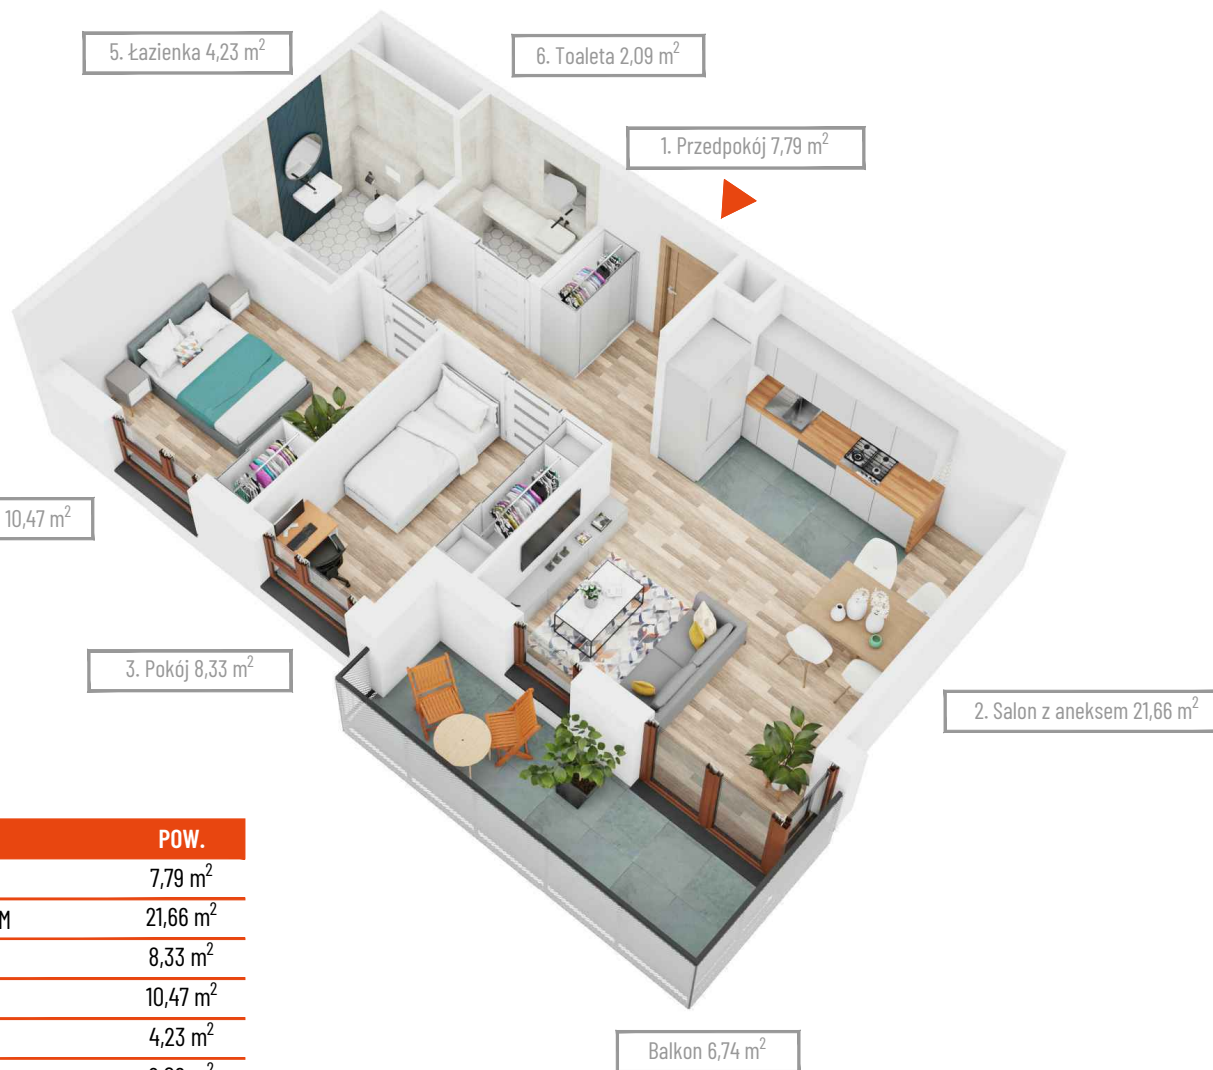 5. Łazienka 4,23 m²
6. Toaleta 2,09 m²
1. Przedpokój 7,79 m²
10,47 m²
3. Pokój 8,33 m²
2. Salon z aneksem 21,66 m²
POW.
7,79 m²
M 21,66 m²
8,33 m²
10,47 m²
4,23 m²
Balkon 6,74 m²